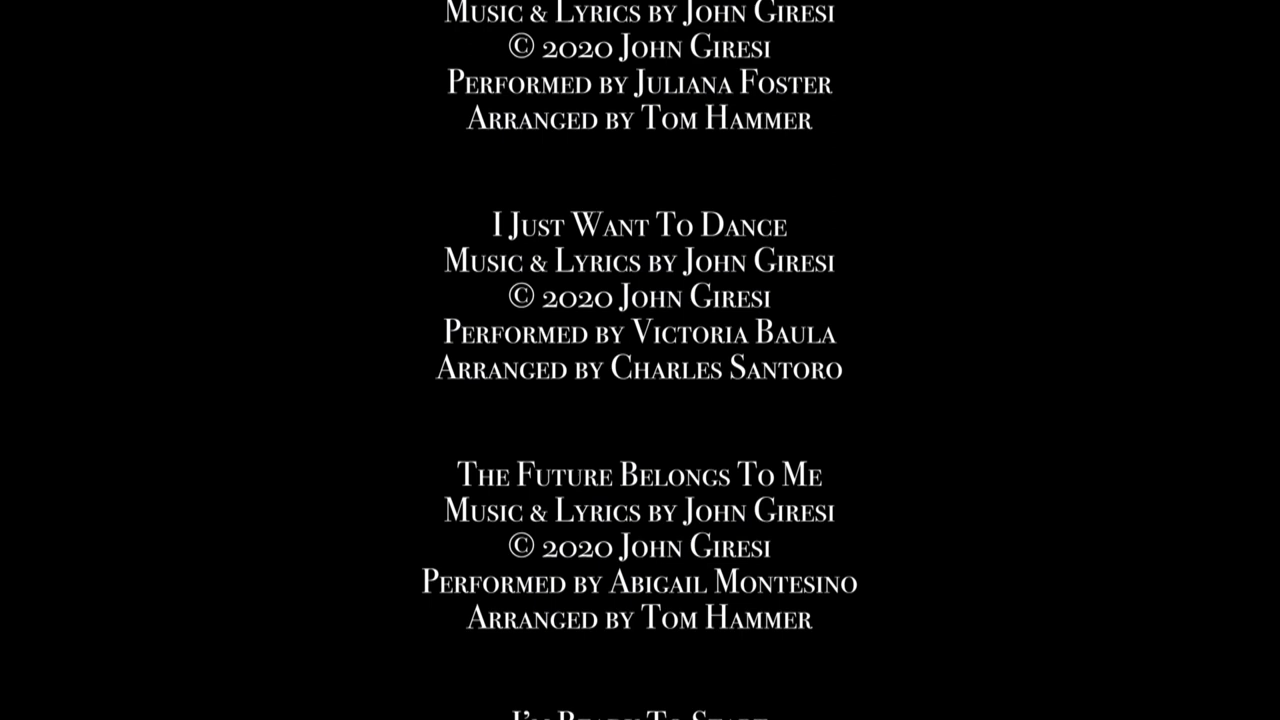 Music & Lyrics by John Giresi
© 2020 John Giresi
Performed by Juliana Foster
Arranged by Tom Hammer
I Just Want To Dance
Music & Lyrics by John Giresi
© 2020 John Giresi
Performed by Victoria Baula
Arranged by Charles Santoro
The Future Belongs To Me
Music & Lyrics by John Giresi
© 2020 John Giresi
Performed by Abigail Montesino
Arranged by Tom Hammer
I'm Ready To